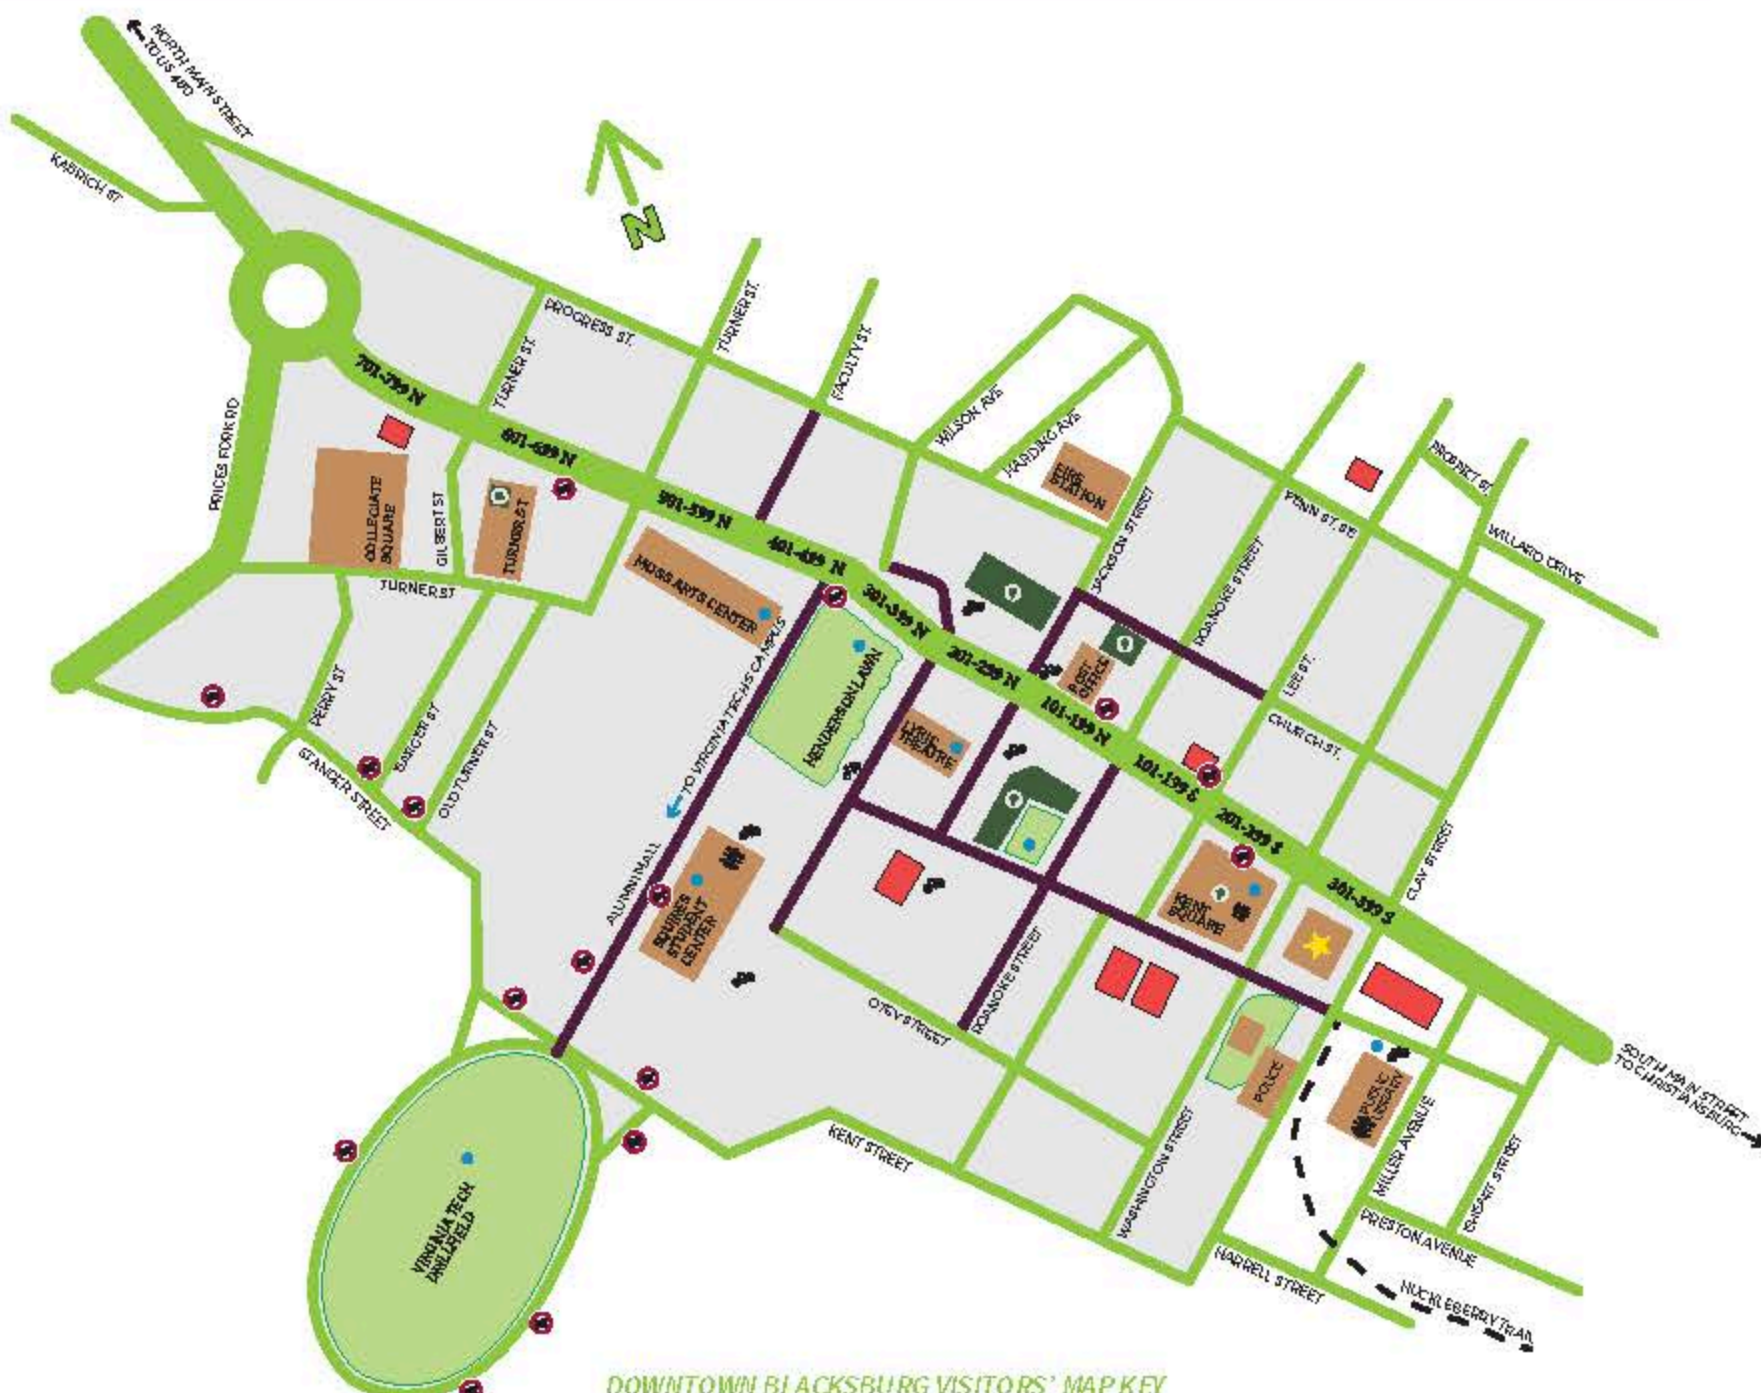 NORTH MAIN STREET
TO US 460
KABRICH ST
N
PROGRESS ST.
TURNER ST.
TURNER ST.
FACULTY ST.
701-799 N
PRICES FORK RD
601-699 N
WILSON AVE
HARDING AVE
FIRE
STATION
PROSPECT ST.
PENN ST. SE
WILLARD DRIVE
COLLEGIATE
SQUARE
GILBERT ST
TURNER ST
501-599 N
401-499 N
JACKSON STREET
ROANOKE STREET
TURNER ST
MOSS ARTS CENTER
301-399 N
TO VIRGINIA TECH'S CAMPUS
HENDERSON LAWN
201-299 N
POST
OFFICE
LEE ST.
CHURCH ST.
PERRY ST
BARGER ST
OLD TURNER ST
STANGER STREET
LYRIC
THEATRE
101-199 N
101-199 S
201-299 S
301-399 S
CLAY STREET
ALUMNI MALL
SQUIRES
STUDENT
CENTER
KENT
SQUARE
OTEY STREET
ROANOKE STREET
SOUTH MAIN STREET
TO CHRISTIANSBURG
POLICE
PUBLIC
LIBRARY
KENT STREET
WASHINGTON STREET
MILLER AVENUE
EHEART STREET
PRESTON AVENUE
HARRELL STREET
HUCKLEBERRY TRAIL
VIRGINIA TECH
DRILLFIELD
DOWNTOWN BLACKSBURG VISITORS' MAP KEY